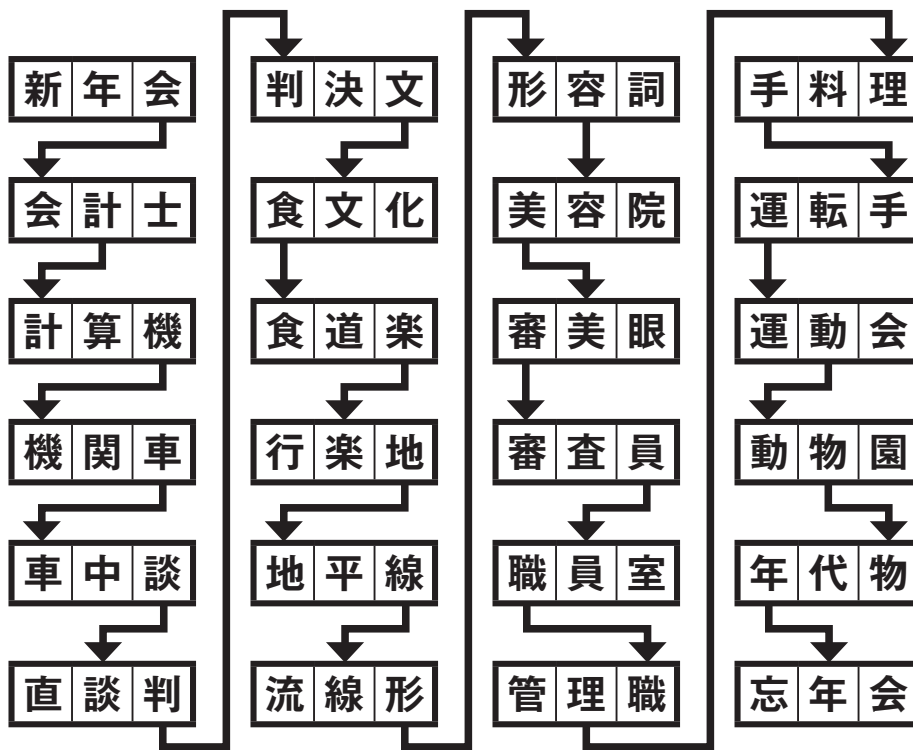 新年会
会計士
計算機
機関車
車中談
直談判
判決文
食文化
食道楽
行楽地
地平線
流線形
形容詞
美容院
審美眼
審査員
職員室
管理職
手料理
運転手
運動会
動物園
年代物
忘年会